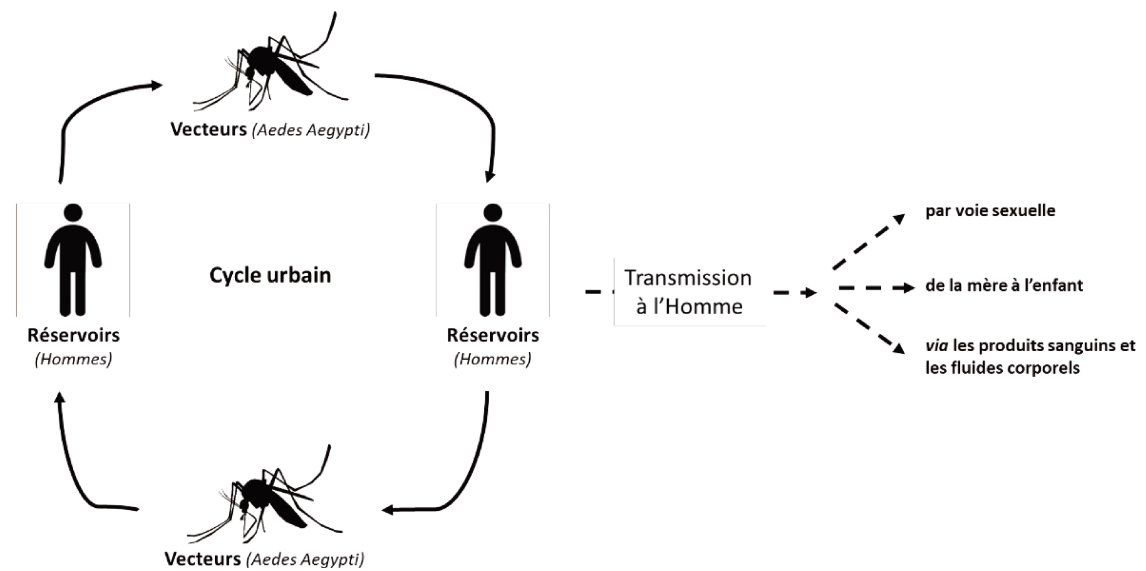 Vecteurs (Aedes Aegypti)
Réservoirs
(Hommes)
Cycle urbain
Réservoirs
(Hommes)
Vecteurs (Aedes Aegypti)
Transmission
à l'Homme
par voie sexuelle
de la mère à l'enfant
via les produits sanguins et
les fluides corporels